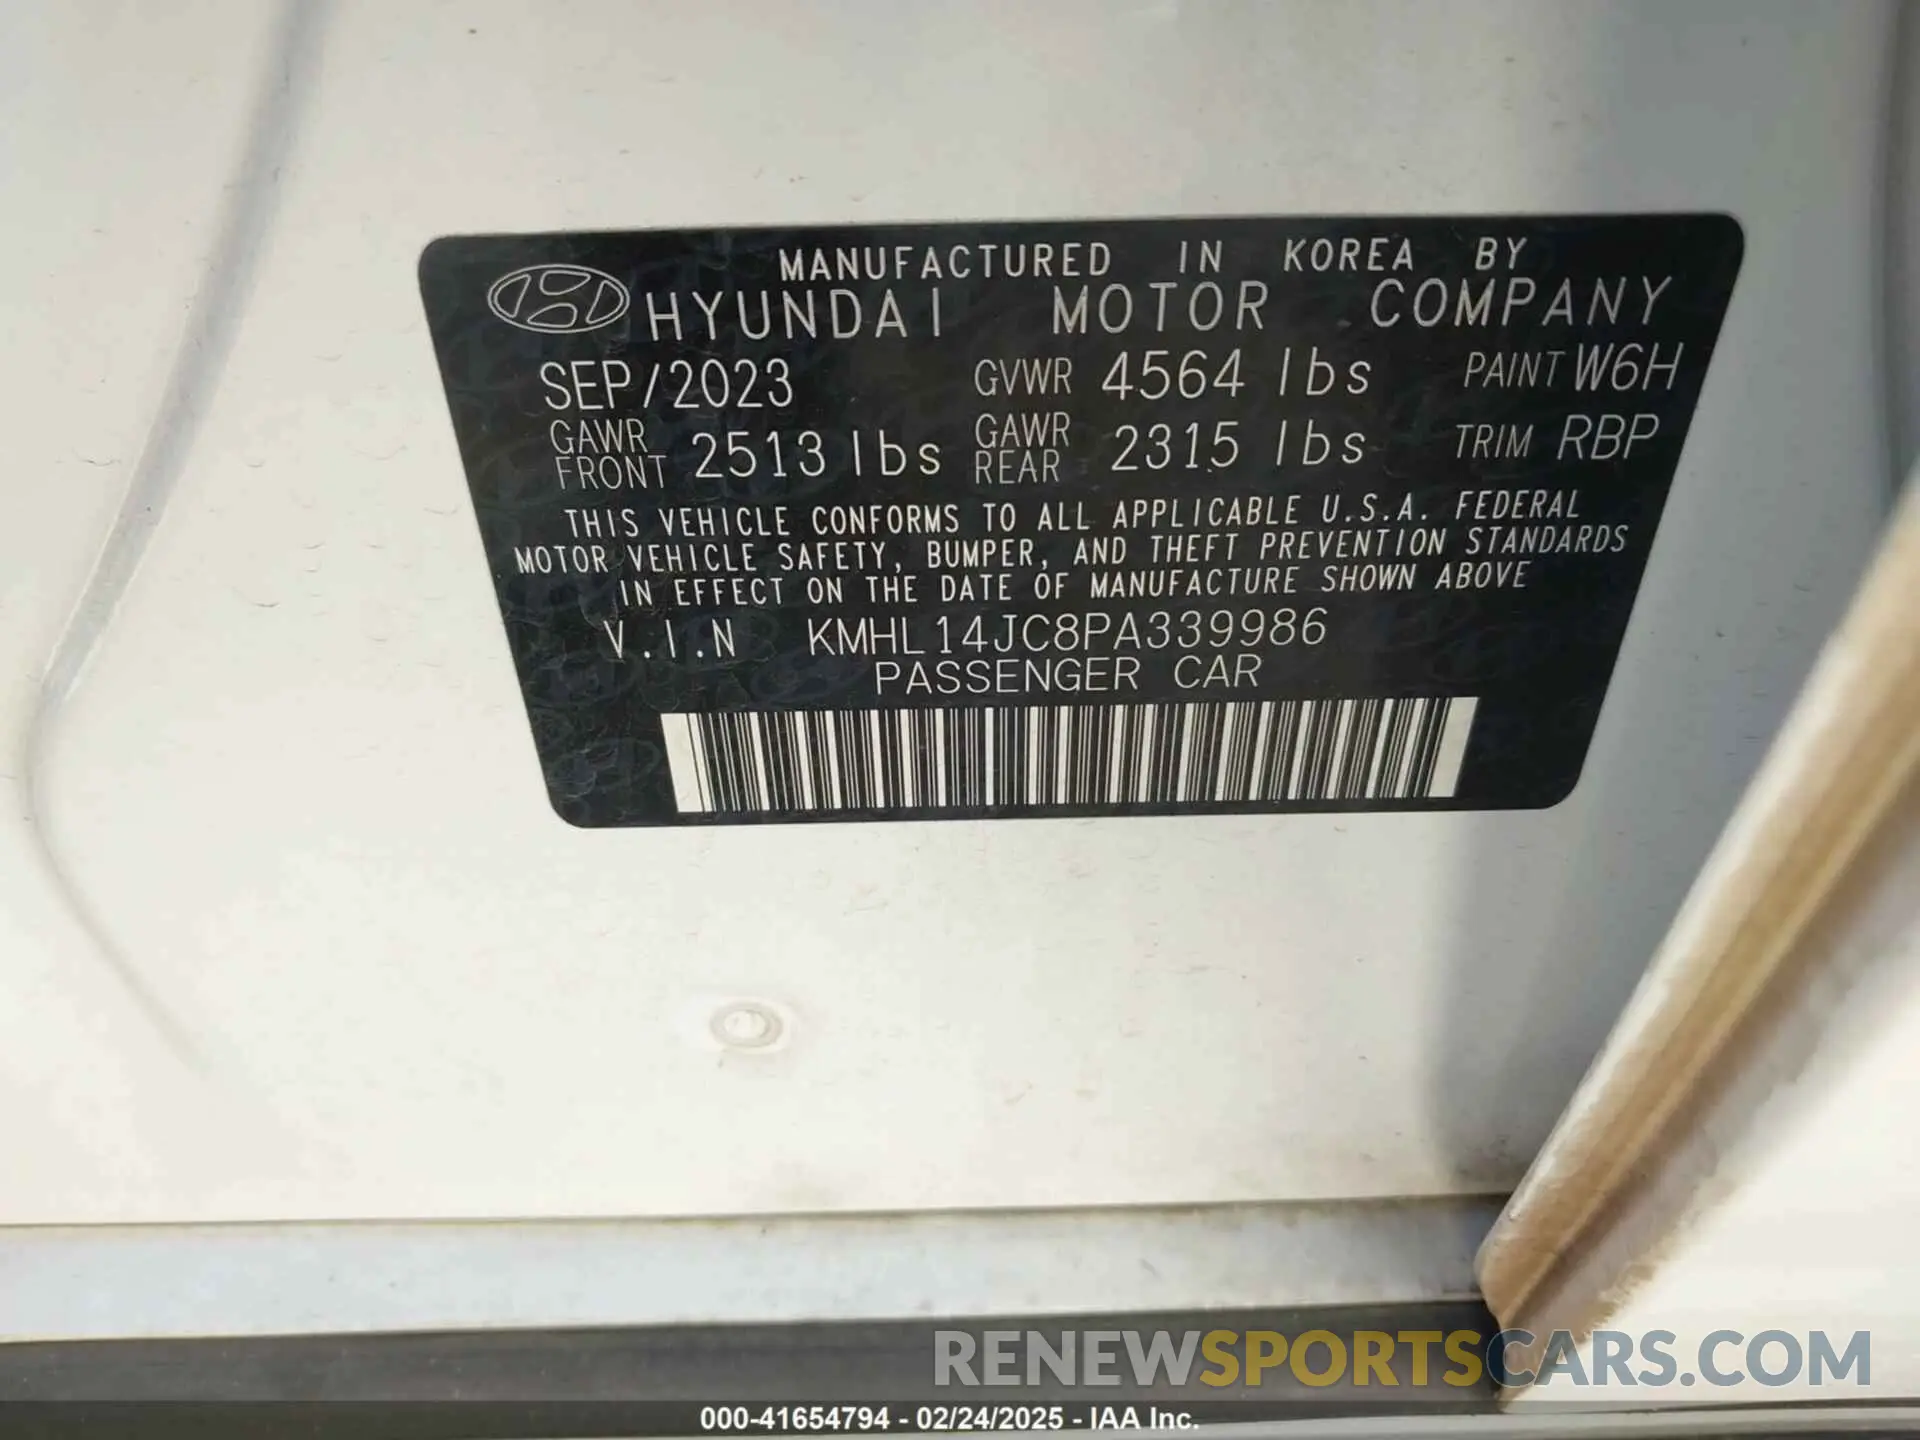 MANUFACTURED IN KOREA BY
HYUNDAI MOTOR COMPANY
SEP/2023 GVWR 4564 lbs PAINT W6H
GAWR FRONT 2513 lbs GAWR REAR 2315 lbs TRIM RBP
THIS VEHICLE CONFORMS TO ALL APPLICABLE U.S.A. FEDERAL
MOTOR VEHICLE SAFETY, BUMPER, AND THEFT PREVENTION STANDARDS
IN EFFECT ON THE DATE OF MANUFACTURE SHOWN ABOVE
V.I.N KMHL14JC8PA339986
PASSENGER CAR
RENEWSPORTSCARS.COM
000-41654794 - 02/24/2025 - IAA Inc.